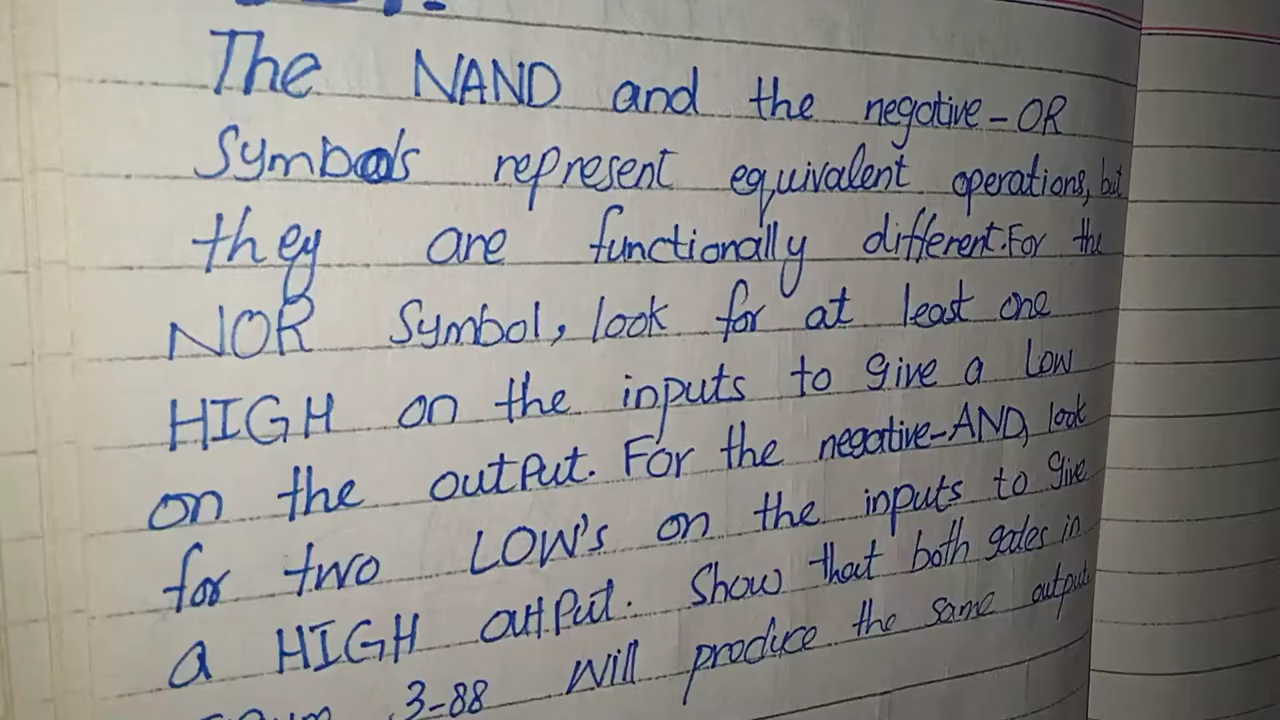 The NAND and the negative-OR
Symbols represent equivalent operations, but
they are functionally different. For the
NOR Symbol, look for at least one
HIGH on the inputs to give a LOW
on the output. For the negative-AND, look
for two LOW's on the inputs to give
a HIGH output. Show that both gates in
3-88 will produce the same output